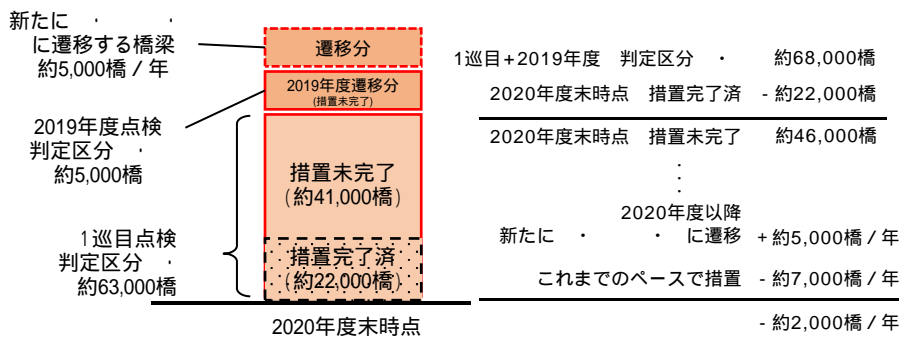 新たに ・ ・
に遷移する橋梁
約5,000橋 / 年
2019年度点検
判定区分 ・
約5,000橋
1巡目点検
判定区分 ・
約63,000橋
遷移分
2019年度遷移分
(措置未完了)
措置未完了
(約41,000橋)
措置完了済
(約22,000橋)
2020年度末時点
1巡目+2019年度 判定区分 ・ 約68,000橋
2020年度末時点 措置完了済 - 約22,000橋
2020年度末時点 措置未完了 約46,000橋
:
:
2020年度以降
新たに ・ ・ に遷移 + 約5,000橋 / 年
これまでのペースで措置 - 約7,000橋 / 年
- 約2,000橋 / 年